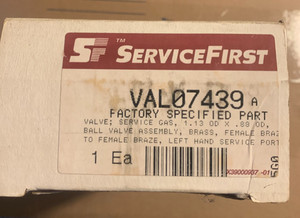 SF™ SERVICEFIRST
VAL07439 A
FACTORY SPECIFIED PART
VALVE; SERVICE GAS, 1.13 OD X .88 OD,
BALL VALVE ASSEMBLY, BRASS, FEMALE BRAZ
TO FEMALE BRAZE, LEFT HAND SERVICE PORT
1 Ea